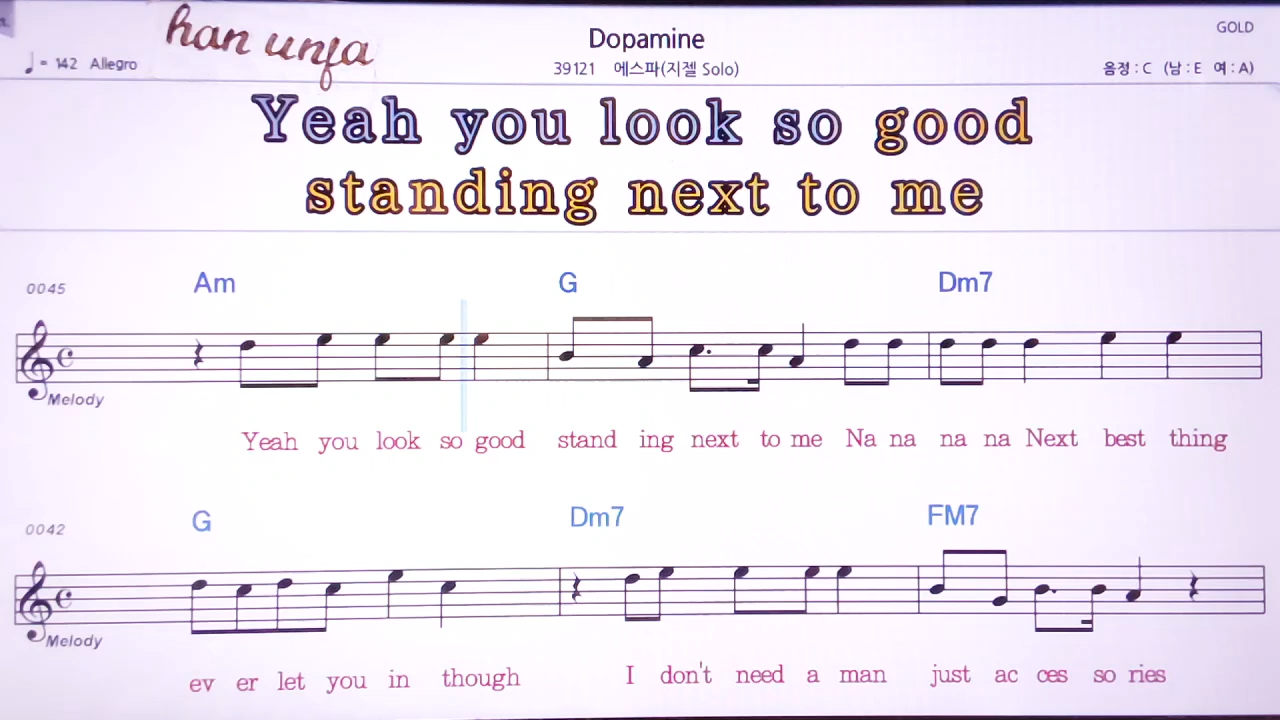 han unfa
Dopamine
GOLD
♩ = 142 Allegro
39121 에스파(지젤 Solo)
음정 : C (남 : E 여 : A)
Yeah you look so good
standing next to me
0045
Am G Dm7
Melody
Yeah you look so good stand ing next to me Na na na na Next best thing
0042
G Dm7 FM7
Melody
ev er let you in though I don't need a man just ac ces so ries